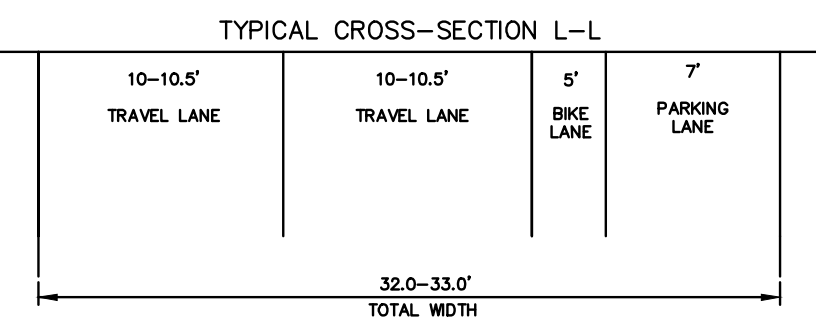 TYPICAL CROSS–SECTION L–L
10–10.5'
TRAVEL LANE
10–10.5'
TRAVEL LANE
5'
BIKE
LANE
7'
PARKING
LANE
32.0–33.0'
TOTAL WIDTH